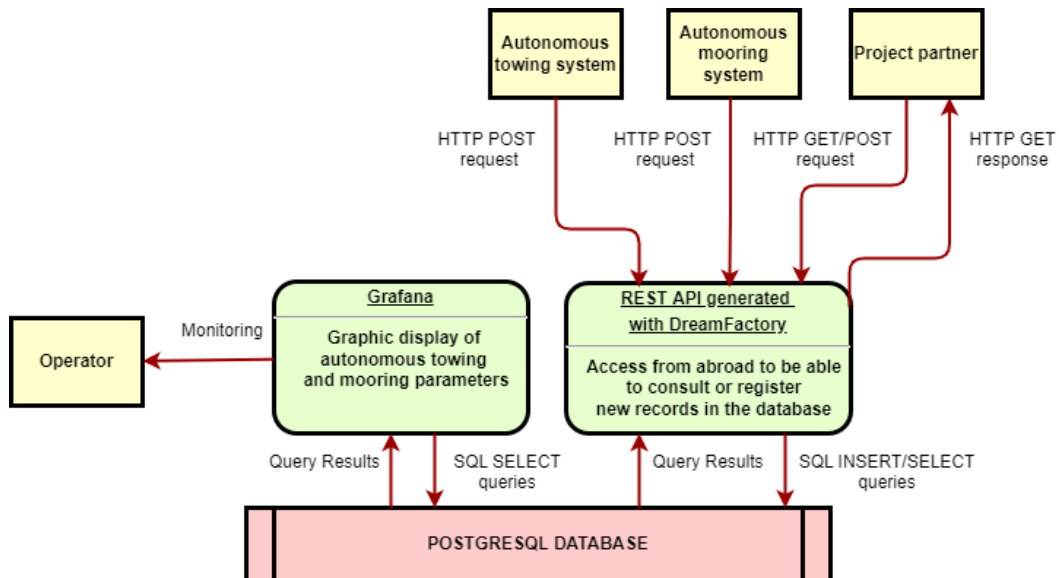 Autonomous
towing system
Autonomous
mooring
system
Project partner
HTTP POST
request
HTTP POST
request
HTTP GET/POST
request
HTTP GET
response
Grafana
Graphic display of
autonomous towing
and mooring parameters
REST API generated
with DreamFactory
Access from abroad to be able
to consult or register
new records in the database
Monitoring
Operator
Query Results
SQL SELECT
queries
Query Results
SQL INSERT/SELECT
queries
POSTGRESQL DATABASE